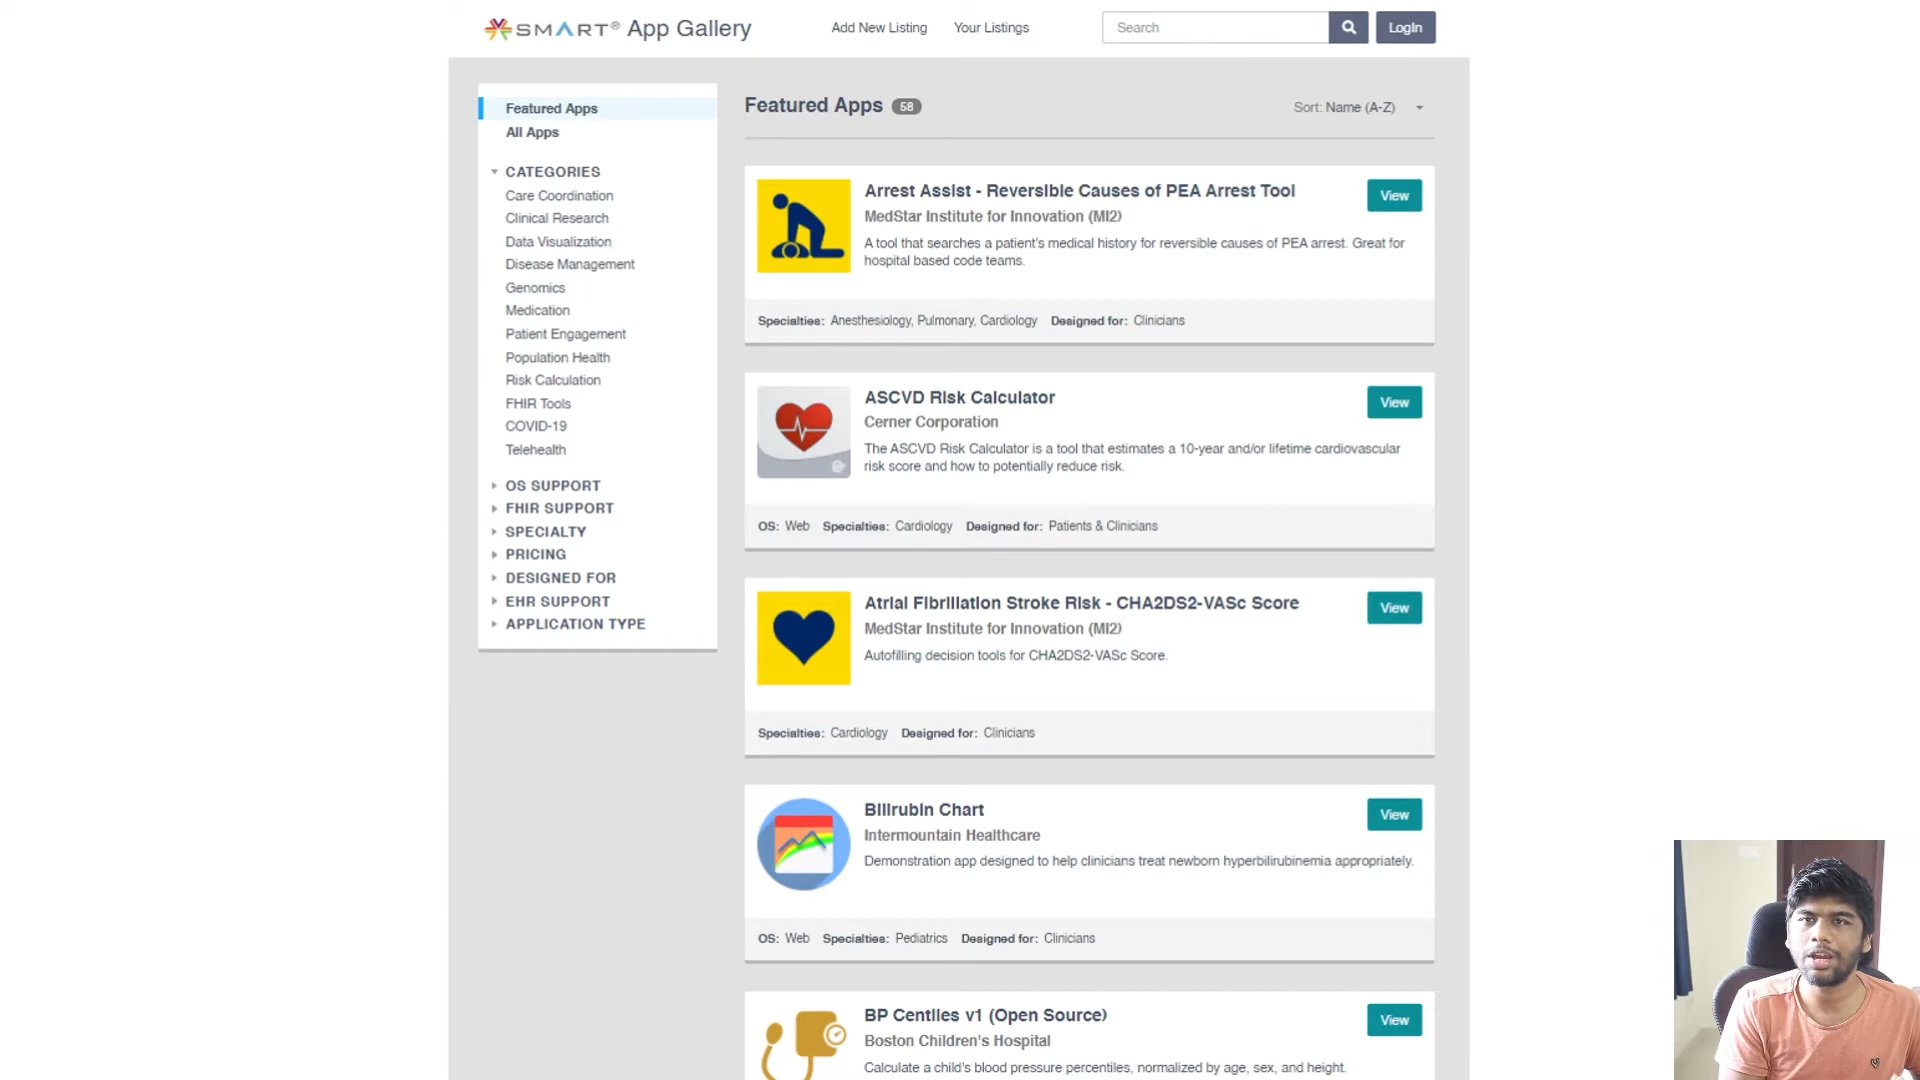 SMART® App Gallery
Add New Listing
Your Listings
Search
LogIn
Featured Apps
All Apps
CATEGORIES
Care Coordination
Clinical Research
Data Visualization
Disease Management
Genomics
Medication
Patient Engagement
Population Health
Risk Calculation
FHIR Tools
COVID-19
Telehealth
OS SUPPORT
FHIR SUPPORT
SPECIALTY
PRICING
DESIGNED FOR
EHR SUPPORT
APPLICATION TYPE
Featured Apps 58
Sort: Name (A-Z)
Arrest Assist - Reversible Causes of PEA Arrest Tool
View
MedStar Institute for Innovation (MI2)
A tool that searches a patient's medical history for reversible causes of PEA arrest. Great for
hospital based code teams.
Specialties: Anesthesiology, Pulmonary, Cardiology Designed for: Clinicians
ASCVD Risk Calculator
View
Cerner Corporation
The ASCVD Risk Calculator is a tool that estimates a 10-year and/or lifetime cardiovascular
risk score and how to potentially reduce risk.
OS: Web Specialties: Cardiology Designed for: Patients & Clinicians
Atrial Fibrillation Stroke Risk - CHA2DS2-VASc Score
View
MedStar Institute for Innovation (MI2)
Autofilling decision tools for CHA2DS2-VASc Score.
Specialties: Cardiology Designed for: Clinicians
Bilirubin Chart
View
Intermountain Healthcare
Demonstration app designed to help clinicians treat newborn hyperbilirubinemia appropriately.
OS: Web Specialties: Pediatrics Designed for: Clinicians
BP Centiles v1 (Open Source)
View
Boston Children's Hospital
Calculate a child's blood pressure percentiles, normalized by age, sex, and height.